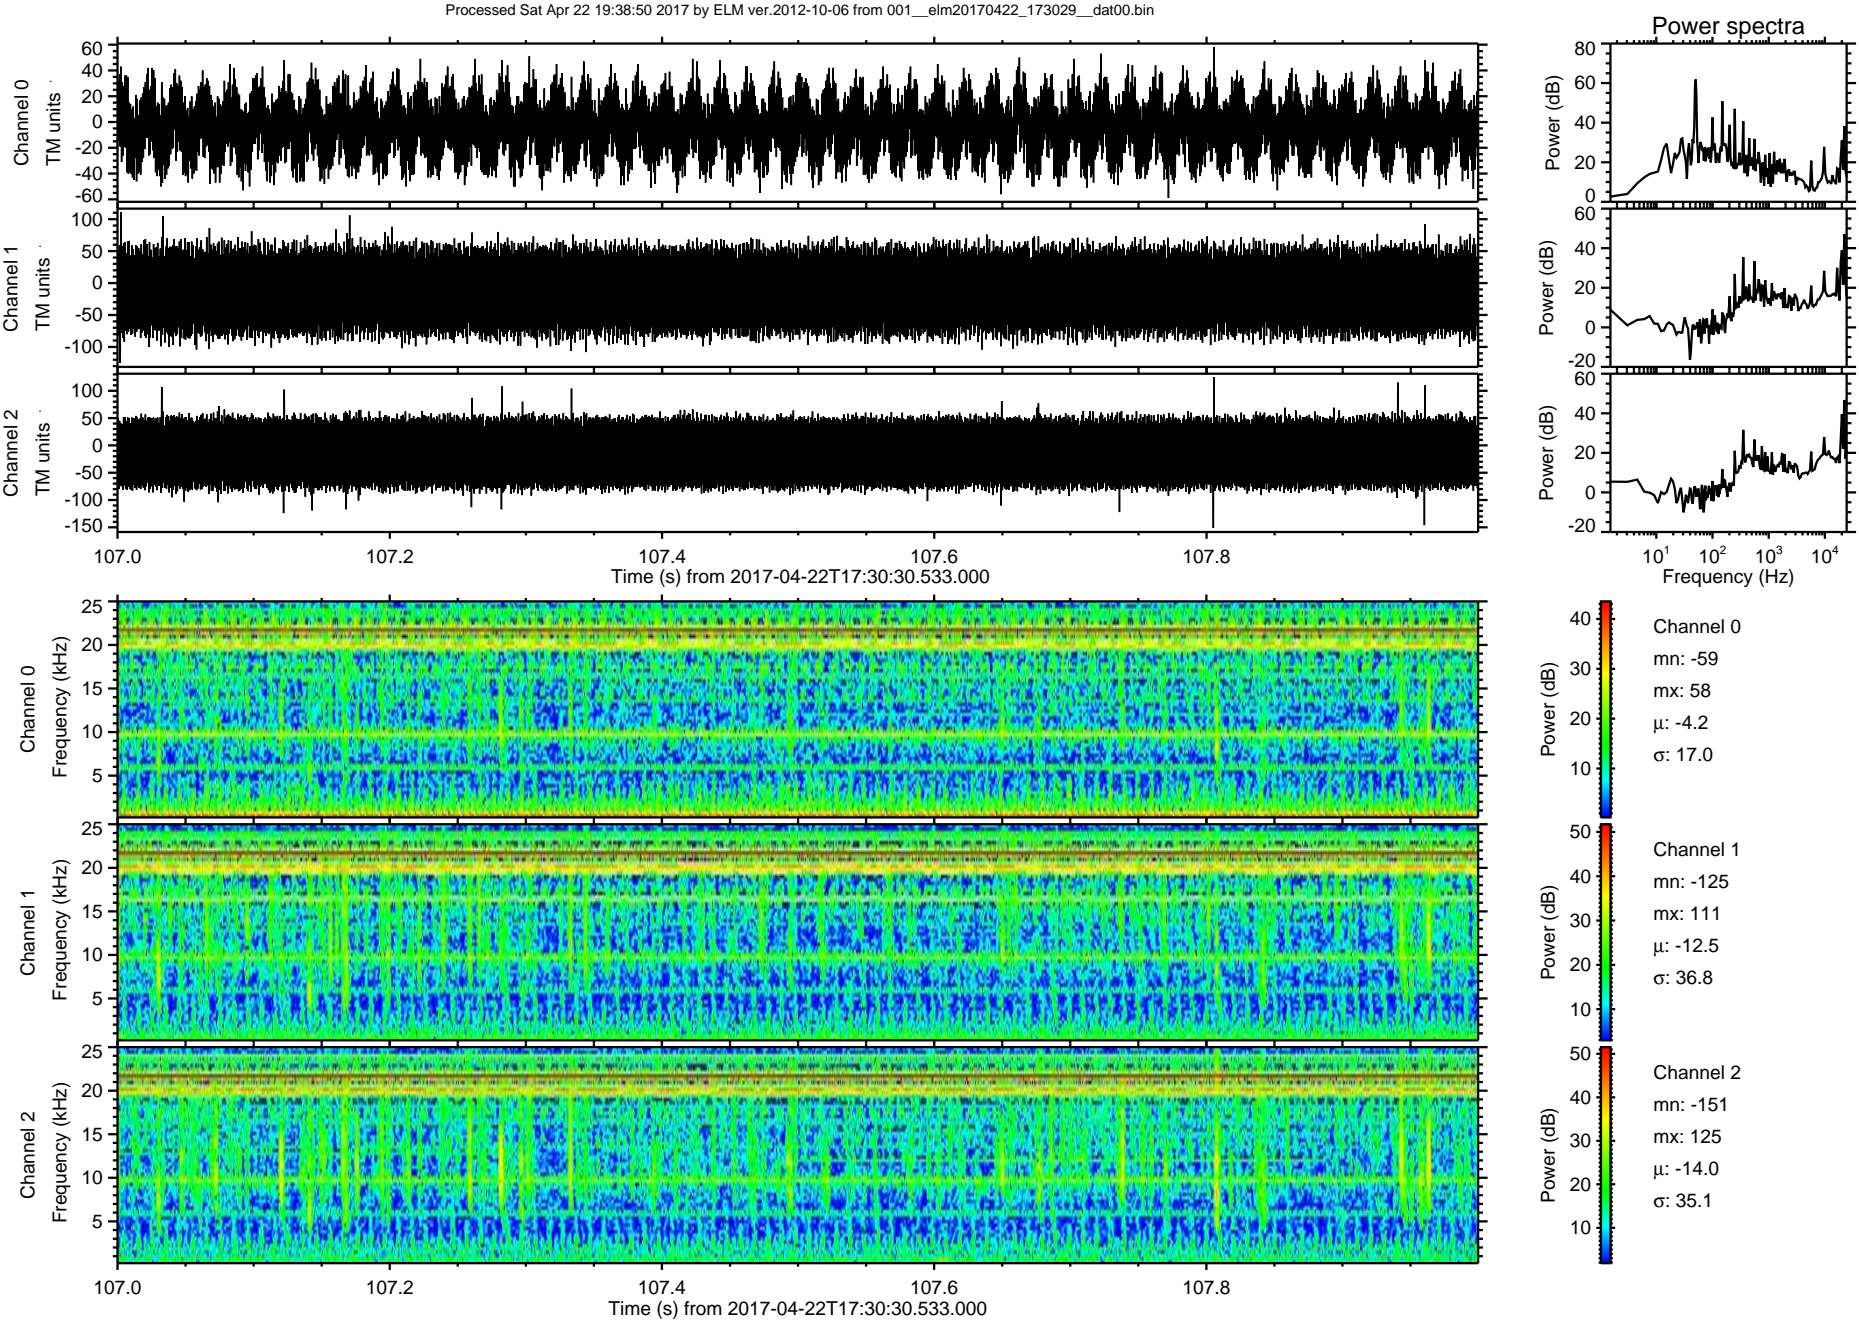 Processed Sat Apr 22 19:38:50 2017 by ELM ver.2012-10-06 from 001__elm20170422_173029__dat00.bin
Power spectra
Channel 0
TM units
60
40
20
0
-20
-40
-60
Power (dB)
80
60
40
20
0
Channel 1
TM units
100
50
0
-50
-100
Power (dB)
60
40
20
0
-20
Channel 2
TM units
100
50
0
-50
-100
-150
Power (dB)
60
40
20
0
-20
107.0 107.2 107.4 107.6 107.8
Time (s) from 2017-04-22T17:30:30.533.000
10¹ 10² 10³ 10⁴
Frequency (Hz)
Channel 0
Frequency (kHz)
25
20
15
10
5
Power (dB)
40
30
20
10
Channel 0
mn: -59
mx: 58
μ: -4.2
σ: 17.0
Channel 1
Frequency (kHz)
25
20
15
10
5
Power (dB)
50
40
30
20
10
Channel 1
mn: -125
mx: 111
μ: -12.5
σ: 36.8
Channel 2
Frequency (kHz)
25
20
15
10
5
Power (dB)
50
40
30
20
10
Channel 2
mn: -151
mx: 125
μ: -14.0
σ: 35.1
107.0 107.2 107.4 107.6 107.8
Time (s) from 2017-04-22T17:30:30.533.000